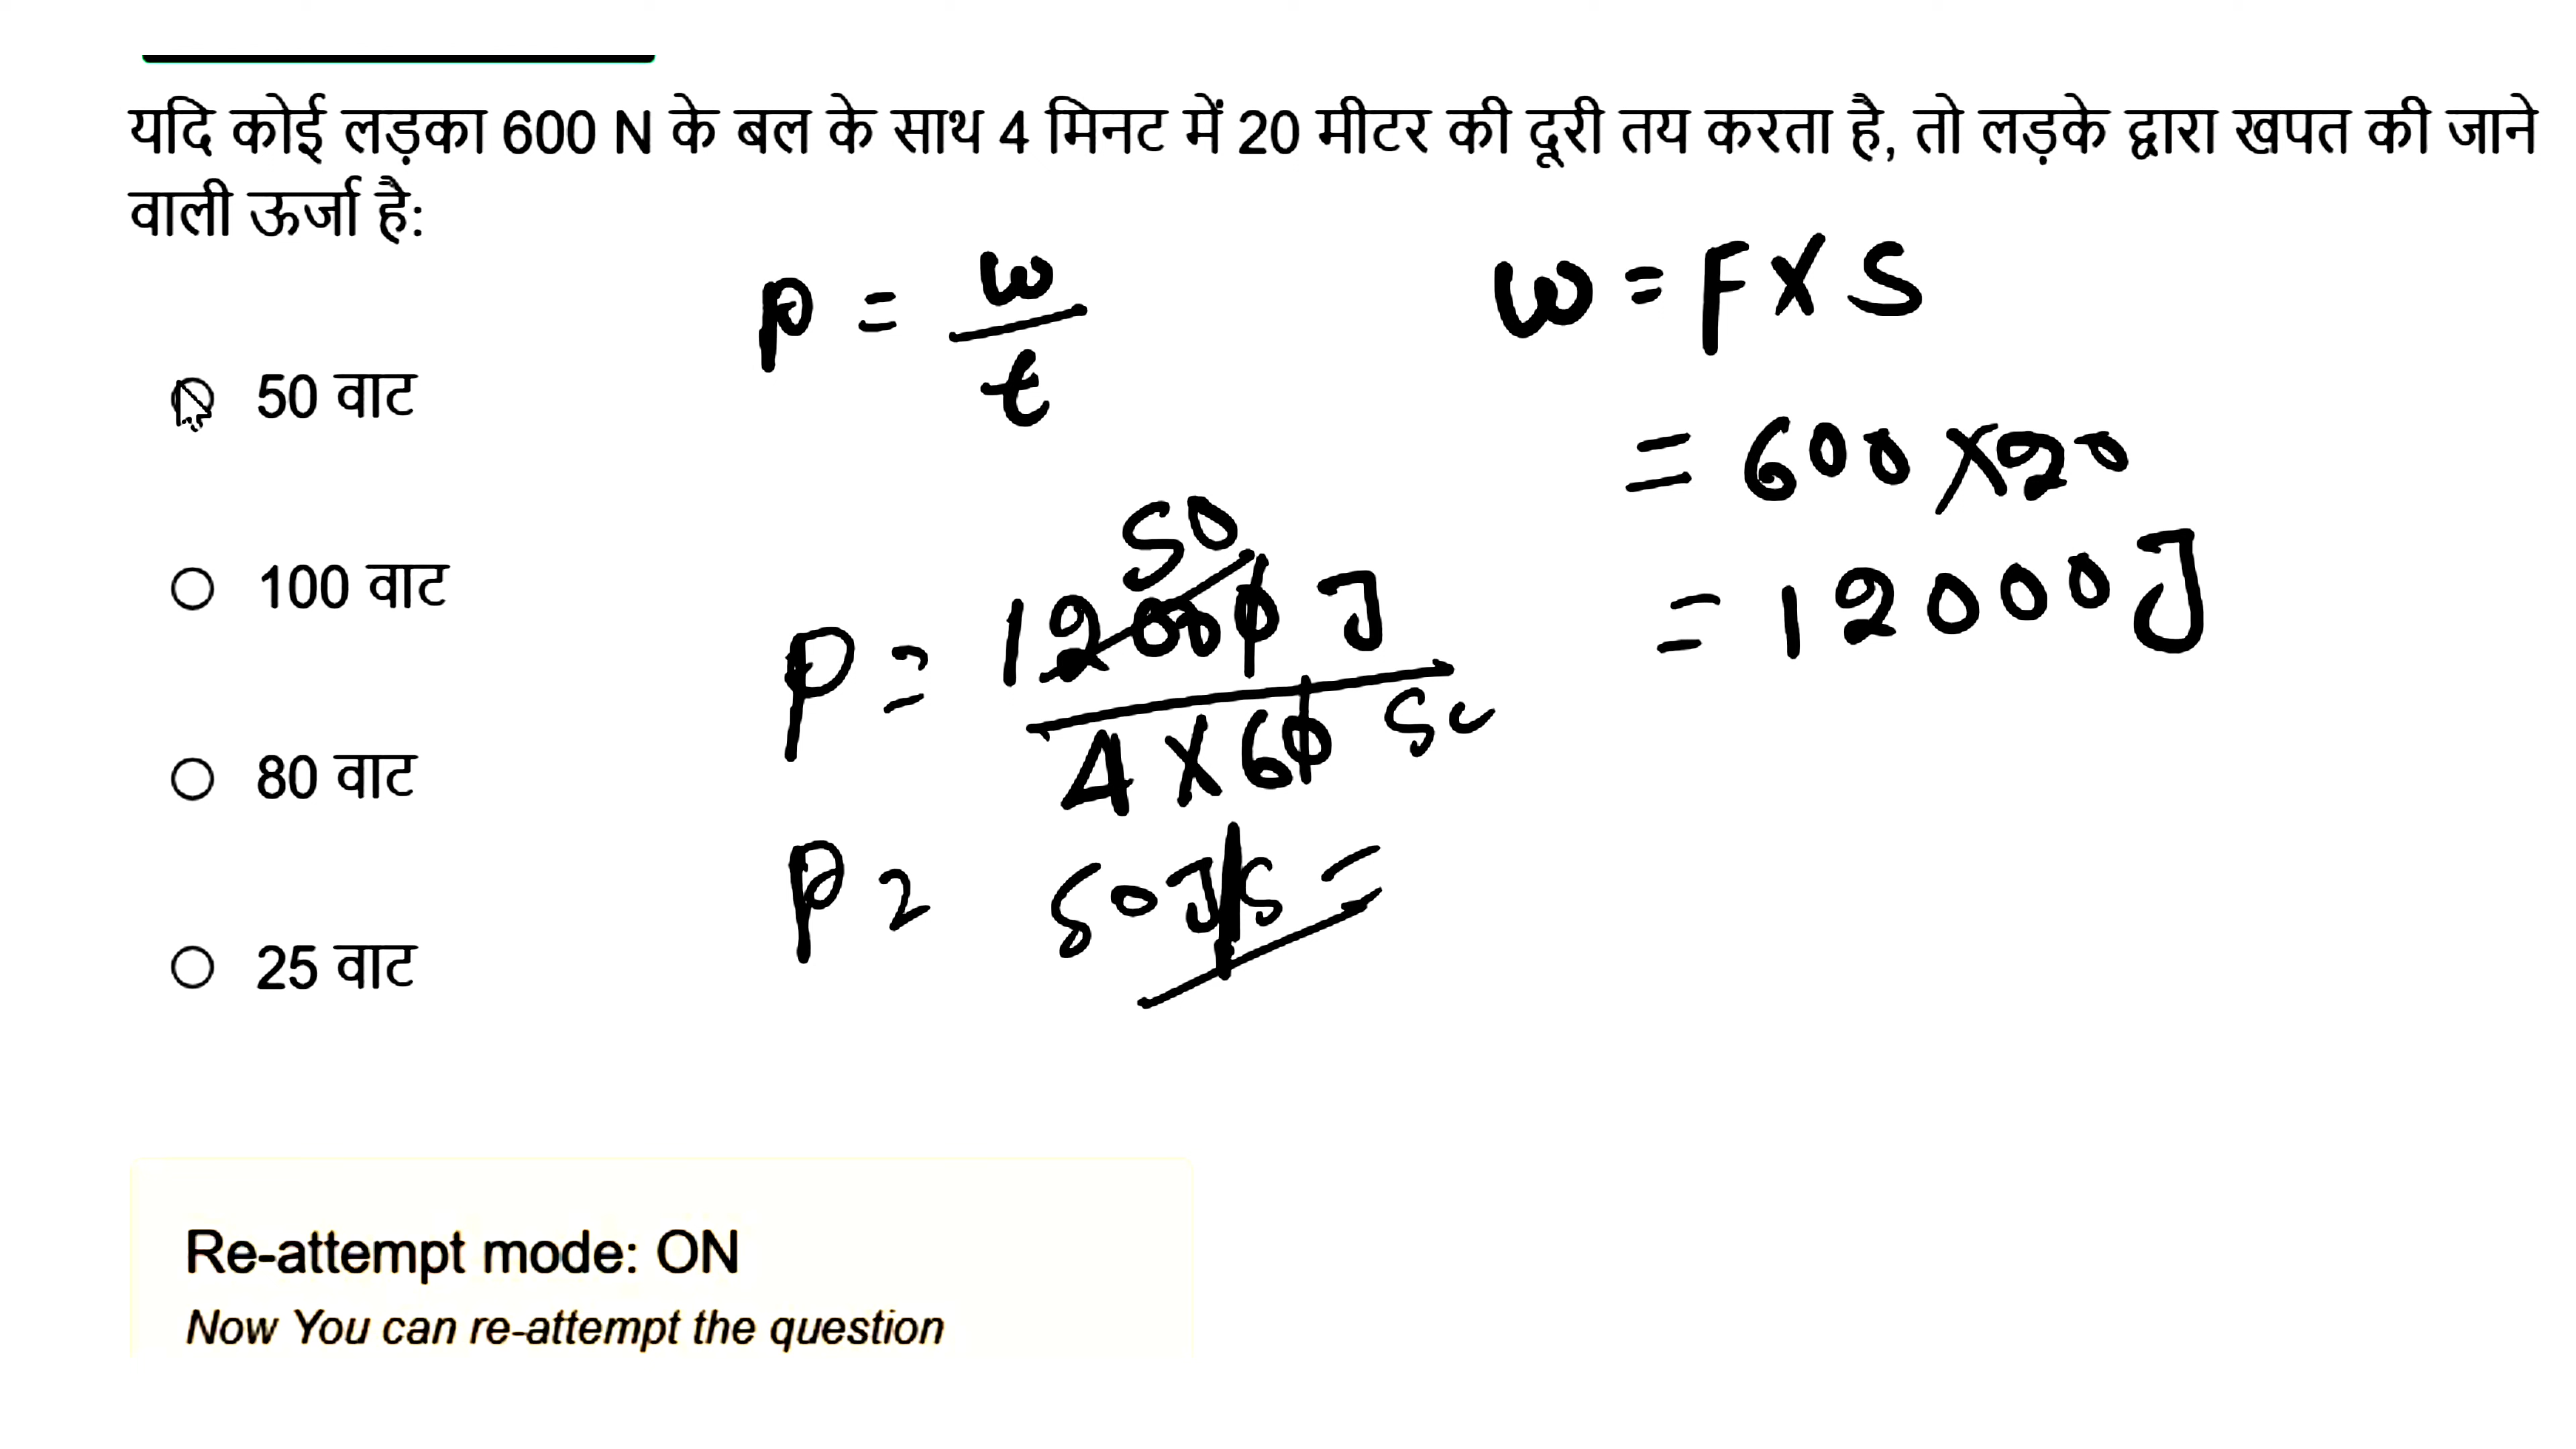 यदि कोई लड़का 600 N के बल के साथ 4 मिनट में 20 मीटर की दूरी तय करता है, तो लड़के द्वारा खपत की जाने
वाली ऊर्जा है:
P = w/t
w = F X S
= 600 X 20
= 12000 J
50 वाट
100 वाट
80 वाट
25 वाट
50
P = 12000 J
4 X 60 sc
P = 50 J/s =
Re-attempt mode: ON
Now You can re-attempt the question